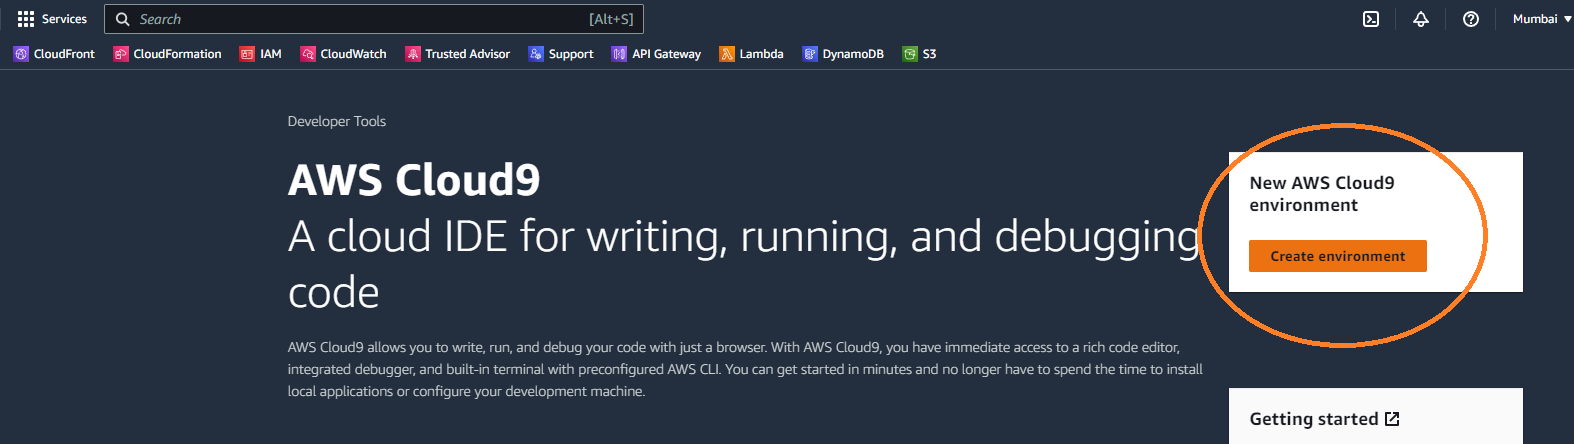 Services Search [Alt+S] Mumbai
CloudFront CloudFormation IAM CloudWatch Trusted Advisor Support API Gateway Lambda DynamoDB S3
Developer Tools
AWS Cloud9
A cloud IDE for writing, running, and debugging
code
AWS Cloud9 allows you to write, run, and debug your code with just a browser. With AWS Cloud9, you have immediate access to a rich code editor,
integrated debugger, and built-in terminal with preconfigured AWS CLI. You can get started in minutes and no longer have to spend the time to install
local applications or configure your development machine.
New AWS Cloud9
environment
Create environment
Getting started